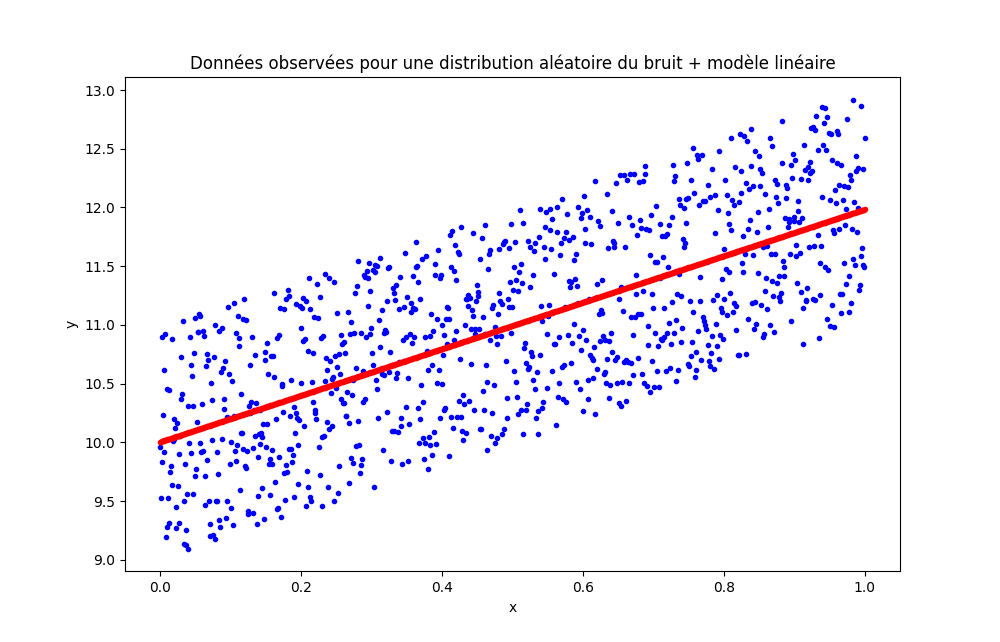 Données observées pour une distribution aléatoire du bruit + modèle linéaire
13.0
12.5
12.0
11.5
11.0
10.5
10.0
9.5
9.0
y
0.0 0.2 0.4 0.6 0.8 1.0
x